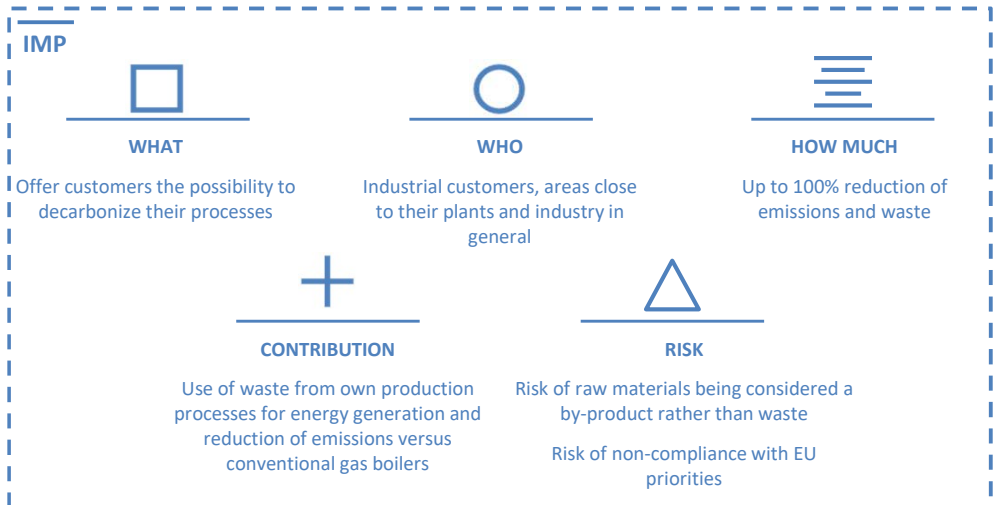 IMP
WHAT
Offer customers the possibility to
decarbonize their processes
WHO
Industrial customers, areas close
to their plants and industry in
general
HOW MUCH
Up to 100% reduction of
emissions and waste
CONTRIBUTION
Use of waste from own production
processes for energy generation and
reduction of emissions versus
conventional gas boilers
RISK
Risk of raw materials being considered a
by-product rather than waste
Risk of non-compliance with EU
priorities